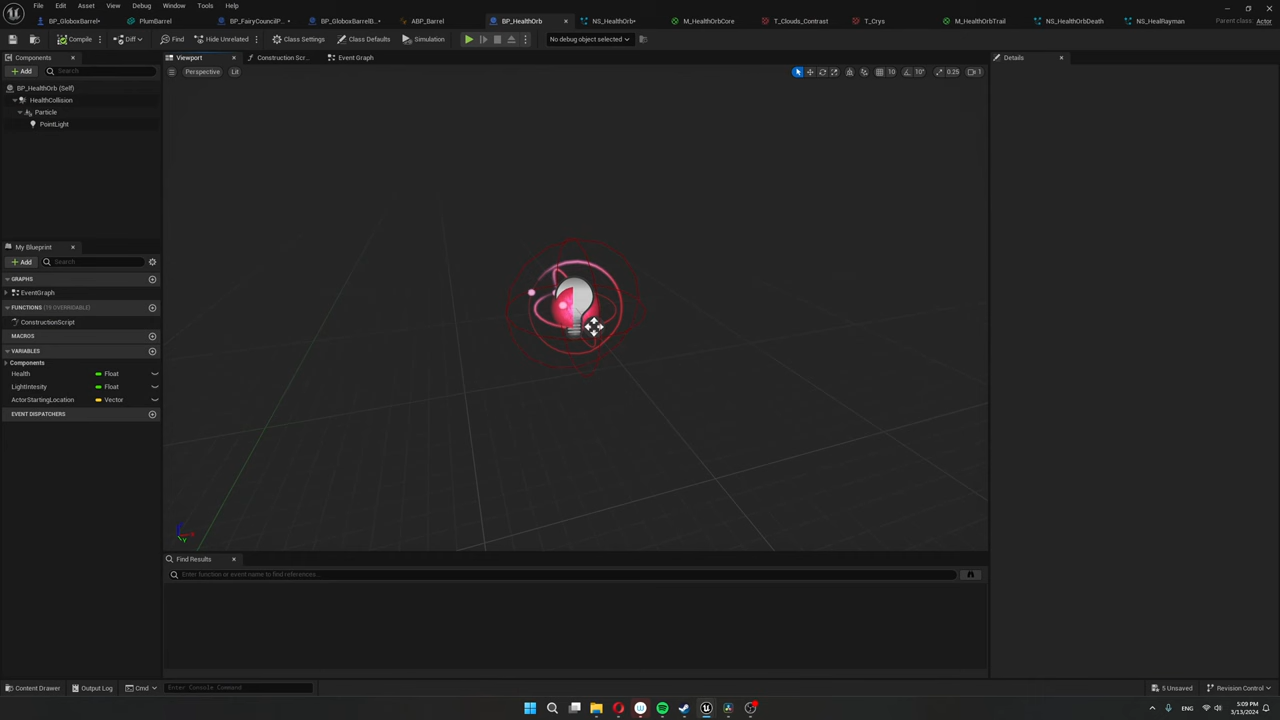 File Edit Asset View Debug Window Tools Help
BP_GloboxBarrel* PlumBarrel BP_FairyCouncilP... * BP_GloboxBarrelB... * ABP_Barrel BP_HealthOrb NS_HealthOrb* M_HealthOrbCore T_Clouds_Contrast T_Crys M_HealthOrbTrail NS_HealthOrbDeath NS_HealRayman Parent class: Actor
Compile Diff Find Hide Unrelated Class Settings Class Defaults Simulation No debug object selected
Components Viewport Construction Scr... Event Graph Details
Add Search Perspective Lit 10 10° 0.25 1
BP_HealthOrb (Self)
HealthCollision
Particle
PointLight
My Blueprint
Add Search
GRAPHS
EventGraph
FUNCTIONS (19 OVERRIDABLE)
ConstructionScript
MACROS
VARIABLES
Components
Health Float
LightIntesity Float
ActorStartingLocation Vector
EVENT DISPATCHERS
X
Y
Find Results
Enter function or event name to find references...
Content Drawer Output Log Cmd Enter Console Command 5 Unsaved Revision Control
ENG 5:09 PM
3/13/2024